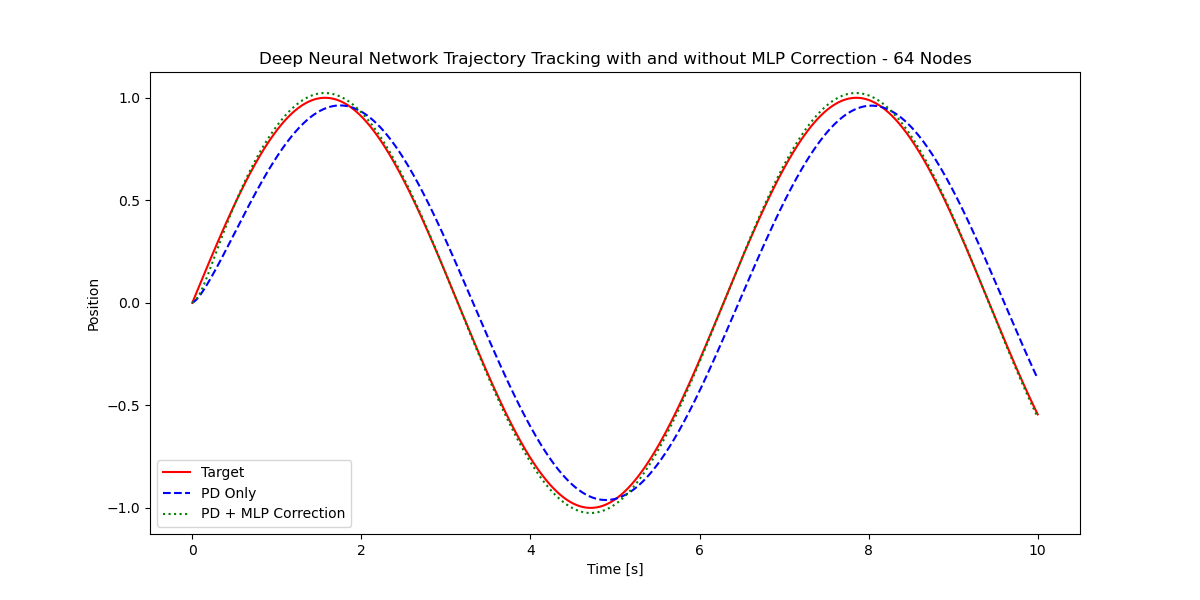 Deep Neural Network Trajectory Tracking with and without MLP Correction - 64 Nodes
1.0
0.5
0.0
−0.5
−1.0
Position
Target
PD Only
PD + MLP Correction
0 2 4 6 8 10
Time [s]